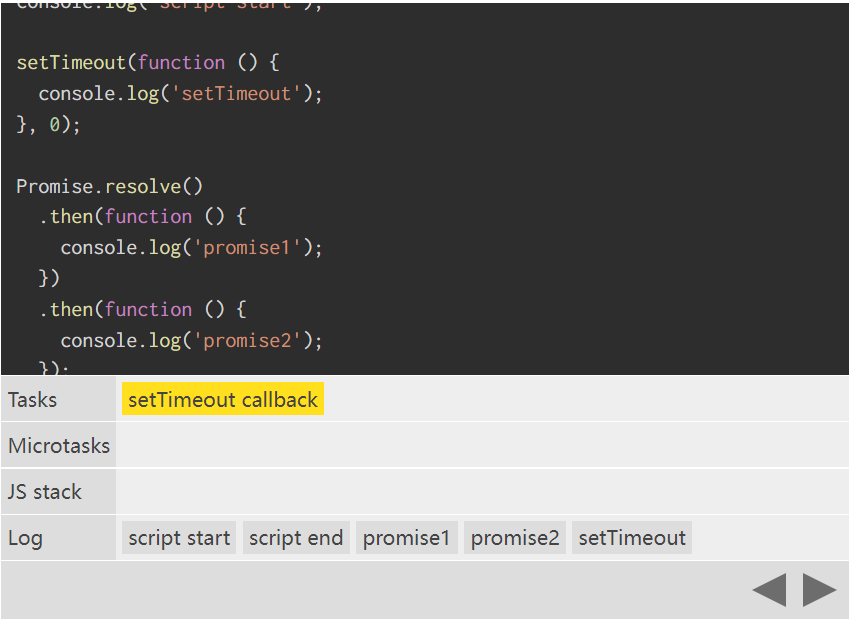 console.log('script start');
setTimeout(function () {
  console.log('setTimeout');
}, 0);
Promise.resolve()
  .then(function () {
    console.log('promise1');
  })
  .then(function () {
    console.log('promise2');
  });
Tasks setTimeout callback
Microtasks
JS stack
Log script start script end promise1 promise2 setTimeout